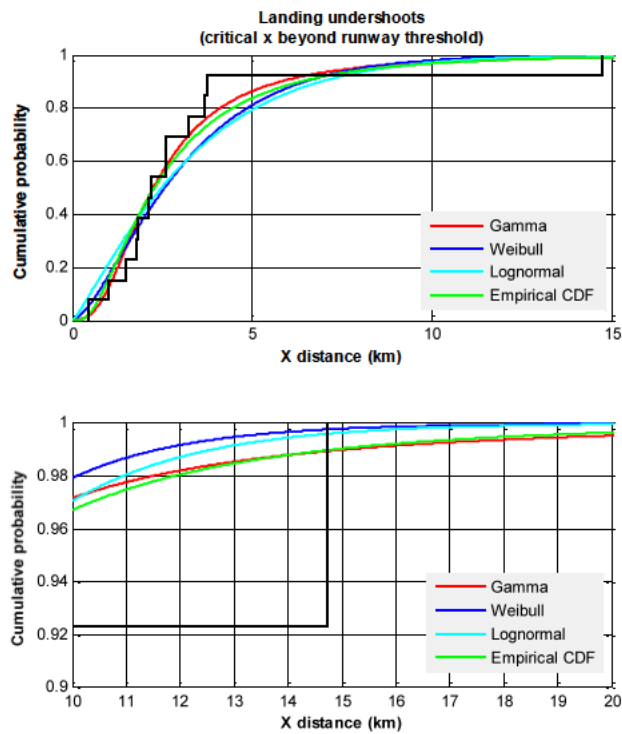 Landing undershoots
(critical x beyond runway threshold)
1
0.8
0.6
0.4
0.2
0
Cumulative probability
Gamma
Weibull
Lognormal
Empirical CDF
0 5 10 15
X distance (km)
1
0.98
0.96
0.94
0.92
0.9
Cumulative probability
Gamma
Weibull
Lognormal
Empirical CDF
10 11 12 13 14 15 16 17 18 19 20
X distance (km)